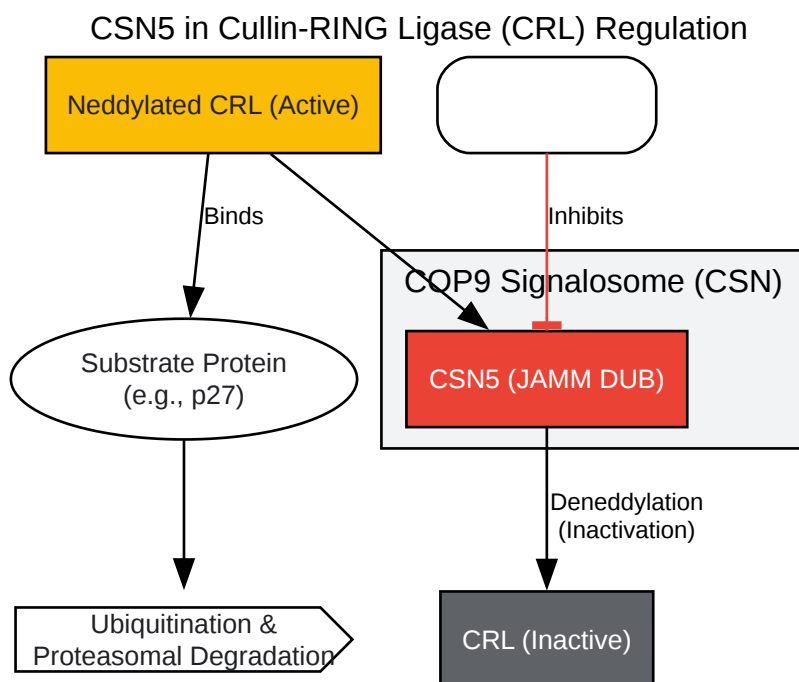 CSN5 in Cullin-RING Ligase (CRL) Regulation
Neddylated CRL (Active)
Binds
Inhibits
COP9 Signalosome (CSN)
Substrate Protein
(e.g., p27)
CSN5 (JAMM DUB)
Deneddylation
(Inactivation)
Ubiquitination &
Proteasomal Degradation
CRL (Inactive)